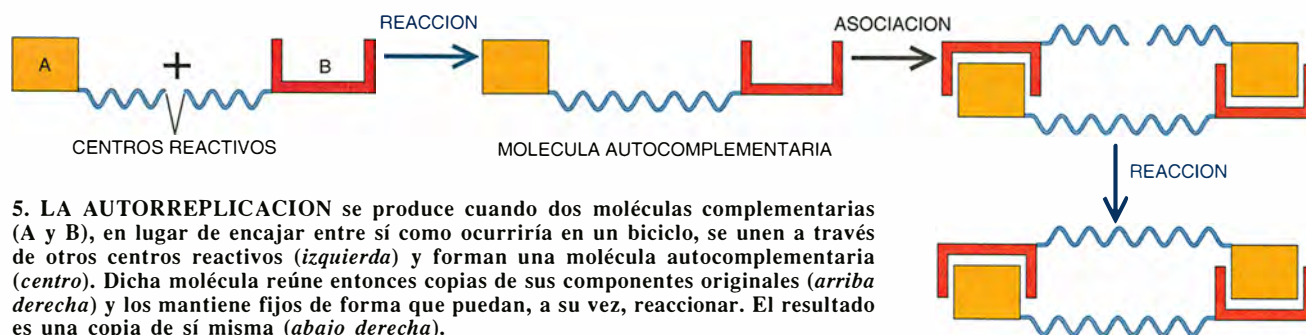 REACCION
ASOCIACION
A
B
CENTROS REACTIVOS
MOLECULA AUTOCOMPLEMENTARIA
REACCION
5. LA AUTORREPLICACION se produce cuando dos moléculas complementarias
(A y B), en lugar de encajar entre sí como ocurriría en un biciclo, se unen a través
de otros centros reactivos (izquierda) y forman una molécula autocomplementaria
(centro). Dicha molécula reúne entonces copias de sus componentes originales (arriba
derecha) y los mantiene fijos de forma que puedan, a su vez, reaccionar. El resultado
es una copia de sí misma (abajo derecha).